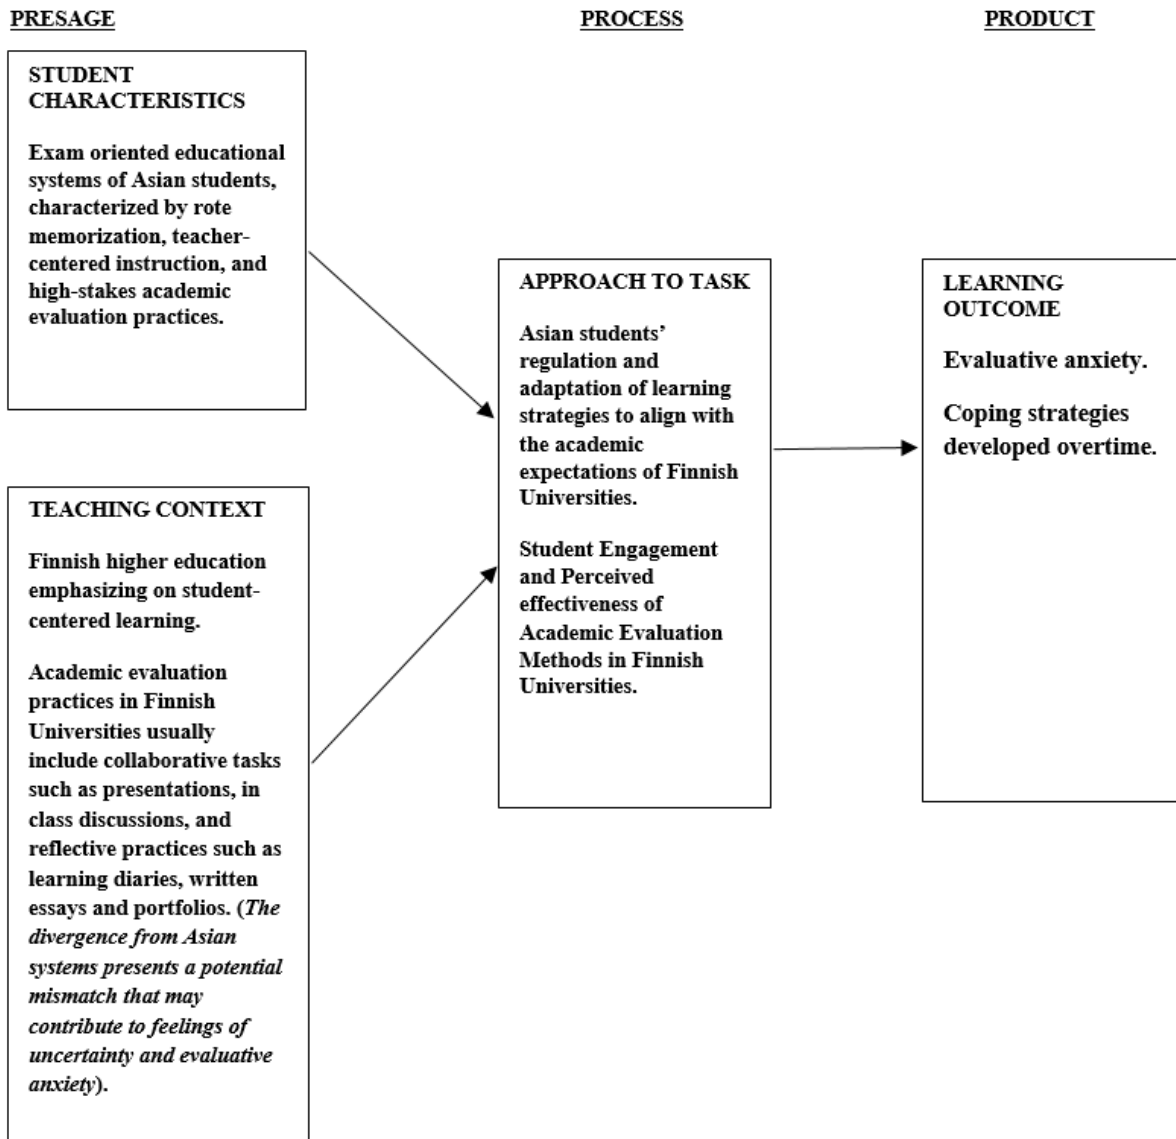 PRESAGE
PROCESS
PRODUCT
STUDENT
CHARACTERISTICS
Exam oriented educational
systems of Asian students,
characterized by rote
memorization, teacher-
centered instruction, and
high-stakes academic
evaluation practices.
TEACHING CONTEXT
Finnish higher education
emphasizing on student-
centered learning.
Academic evaluation
practices in Finnish
Universities usually
include collaborative tasks
such as presentations, in
class discussions, and
reflective practices such as
learning diaries, written
essays and portfolios. (The
divergence from Asian
systems presents a potential
mismatch that may
contribute to feelings of
uncertainty and evaluative
anxiety).
APPROACH TO TASK
Asian students’
regulation and
adaptation of learning
strategies to align with
the academic
expectations of Finnish
Universities.
Student Engagement
and Perceived
effectiveness of
Academic Evaluation
Methods in Finnish
Universities.
LEARNING
OUTCOME
Evaluative anxiety.
Coping strategies
developed overtime.